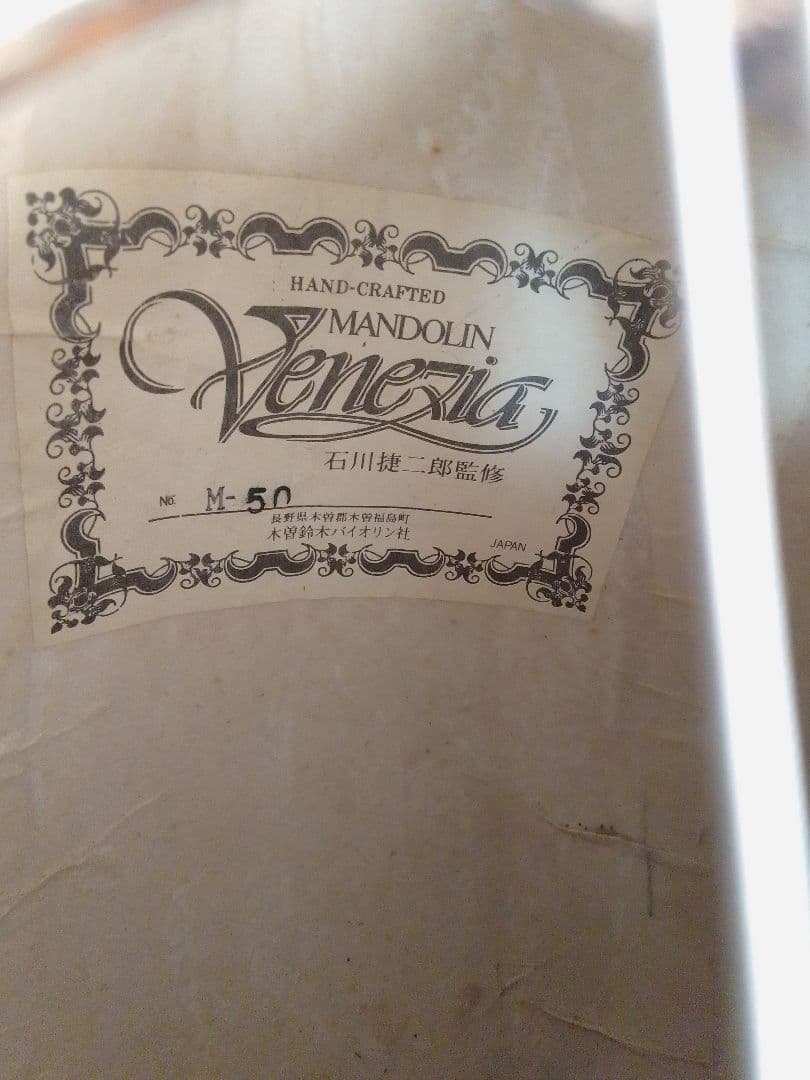 HAND-CRAFTED
MANDOLIN
Venezia
石川捷二郎監修
No. M-50
長野県木曽郡木曽福島町
木曽鈴木バイオリン社
JAPAN